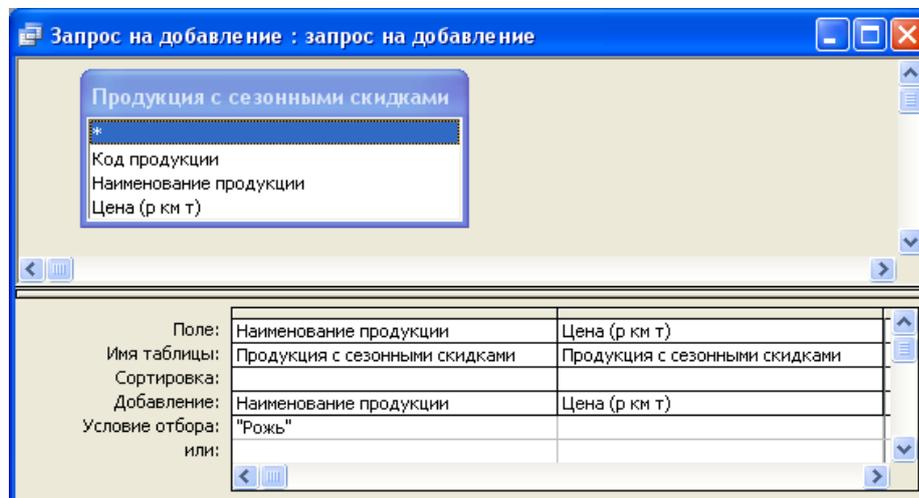 Запрос на добавление : запрос на добавление
Продукция с сезонными скидками
*
Код продукции
Наименование продукции
Цена (р км т)
Поле: Наименование продукции Цена (р км т)
Имя таблицы: Продукция с сезонными скидками Продукция с сезонными скидками
Сортировка:
Добавление: Наименование продукции Цена (р км т)
Условие отбора: "Рожь"
или: